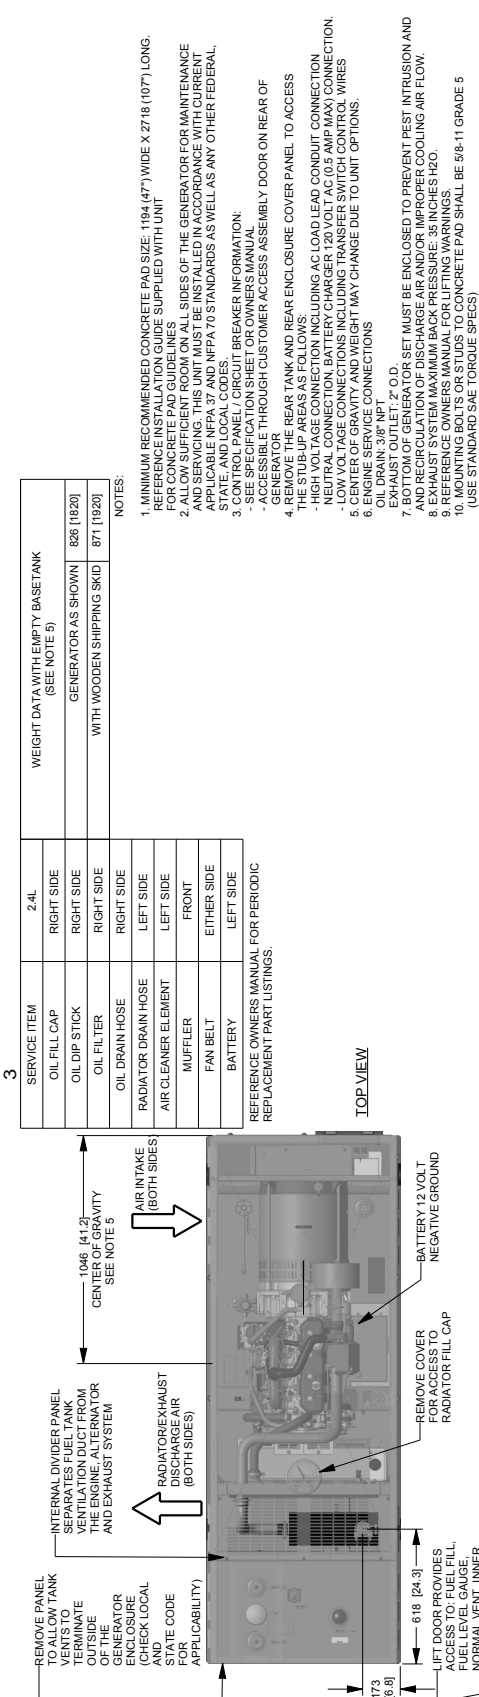 3
SERVICE ITEM 2.4L
OIL FILL CAP RIGHT SIDE
OIL DIP STICK RIGHT SIDE
OIL FILTER RIGHT SIDE
OIL DRAIN HOSE RIGHT SIDE
RADIATOR DRAIN HOSE LEFT SIDE
AIR CLEANER ELEMENT LEFT SIDE
MUFFLER FRONT
FAN BELT EITHER SIDE
BATTERY LEFT SIDE
REFERENCE OWNERS MANUAL FOR PERIODIC
REPLACEMENT PART LISTINGS.
WEIGHT DATA WITH EMPTY BASETANK
(SEE NOTE 5)
GENERATOR AS SHOWN 826 [1820]
WITH WOODEN SHIPPING SKID 871 [1920]
NOTES:
1. MINIMUM RECOMMENDED CONCRETE PAD SIZE: 1194 (47") WIDE X 2718 (107") LONG.
REFERENCE INSTALLATION GUIDE SUPPLIED WITH UNIT
FOR CONCRETE PAD GUIDELINES
2. ALLOW SUFFICIENT ROOM ON ALL SIDES OF THE GENERATOR FOR MAINTENANCE
AND SERVICING. THIS UNIT MUST BE INSTALLED IN ACCORDANCE WITH CURRENT
APPLICABLE NFPA 37 AND NFPA 70 STANDARDS AS WELL AS ANY OTHER FEDERAL,
STATE, AND LOCAL CODES.
3. CONTROL PANEL / CIRCUIT BREAKER INFORMATION:
- SEE SPECIFICATION SHEET OR OWNERS MANUAL
- ACCESSIBLE THROUGH CUSTOMER ACCESS ASSEMBLY DOOR ON REAR OF
GENERATOR
4. REMOVE THE REAR TANK AND REAR ENCLOSURE COVER PANEL TO ACCESS
THE STUB-UP AREAS AS FOLLOWS:
- HIGH VOLTAGE CONNECTION INCLUDING AC LOAD LEAD CONDUIT CONNECTION
NEUTRAL CONNECTION, BATTERY CHARGER 120 VOLT AC (0.5 AMP MAX) CONNECTION.
- LOW VOLTAGE CONNECTIONS INCLUDING TRANSFER SWITCH CONTROL WIRES
5. CENTER OF GRAVITY AND WEIGHT MAY CHANGE DUE TO UNIT OPTIONS.
6. ENGINE SERVICE CONNECTIONS
OIL DRAIN: 3/8" NPT
EXHAUST OUTLET: 2" O.D.
7. BOTTOM OF GENERATOR SET MUST BE ENCLOSED TO PREVENT PEST INTRUSION AND
AND RECIRCULATION OF DISCHARGE AIR AND/OR IMPROPER COOLING AIR FLOW.
8. EXHAUST SYSTEM MAXIMUM BACK PRESSURE: 35 INCHES H2O.
9. REFERENCE OWNERS MANUAL FOR LIFTING WARNINGS.
10. MOUNTING BOLTS OR STUDS TO CONCRETE PAD SHALL BE 5/8-11 GRADE 5
(USE STANDARD SAE TORQUE SPECS)
REMOVE PANEL
TO ALLOW TANK
VENTS TO
TERMINATE
OUTSIDE
OF THE
GENERATOR
ENCLOSURE
(CHECK LOCAL
AND
STATE CODE
FOR
APPLICABILITY)
INTERNAL DIVIDER PANEL
SEPARATES FUEL TANK
VENTILATION DUCT FROM
THE ENGINE, ALTERNATOR
AND EXHAUST SYSTEM
RADIATOR/EXHAUST
DISCHARGE AIR
(BOTH SIDES)
1046 [41.2]
CENTER OF GRAVITY
SEE NOTE 5
AIR INTAKE
(BOTH SIDES)
TOP VIEW
173
[6.8]
618 [24.3]
REMOVE COVER
FOR ACCESS TO
RADIATOR FILL CAP
BATTERY 12 VOLT
NEGATIVE GROUND
LIFT DOOR PROVIDES
ACCESS TO: FUEL FILL,
FUEL LEVEL GAUGE,
NORMAL VENT, INNER